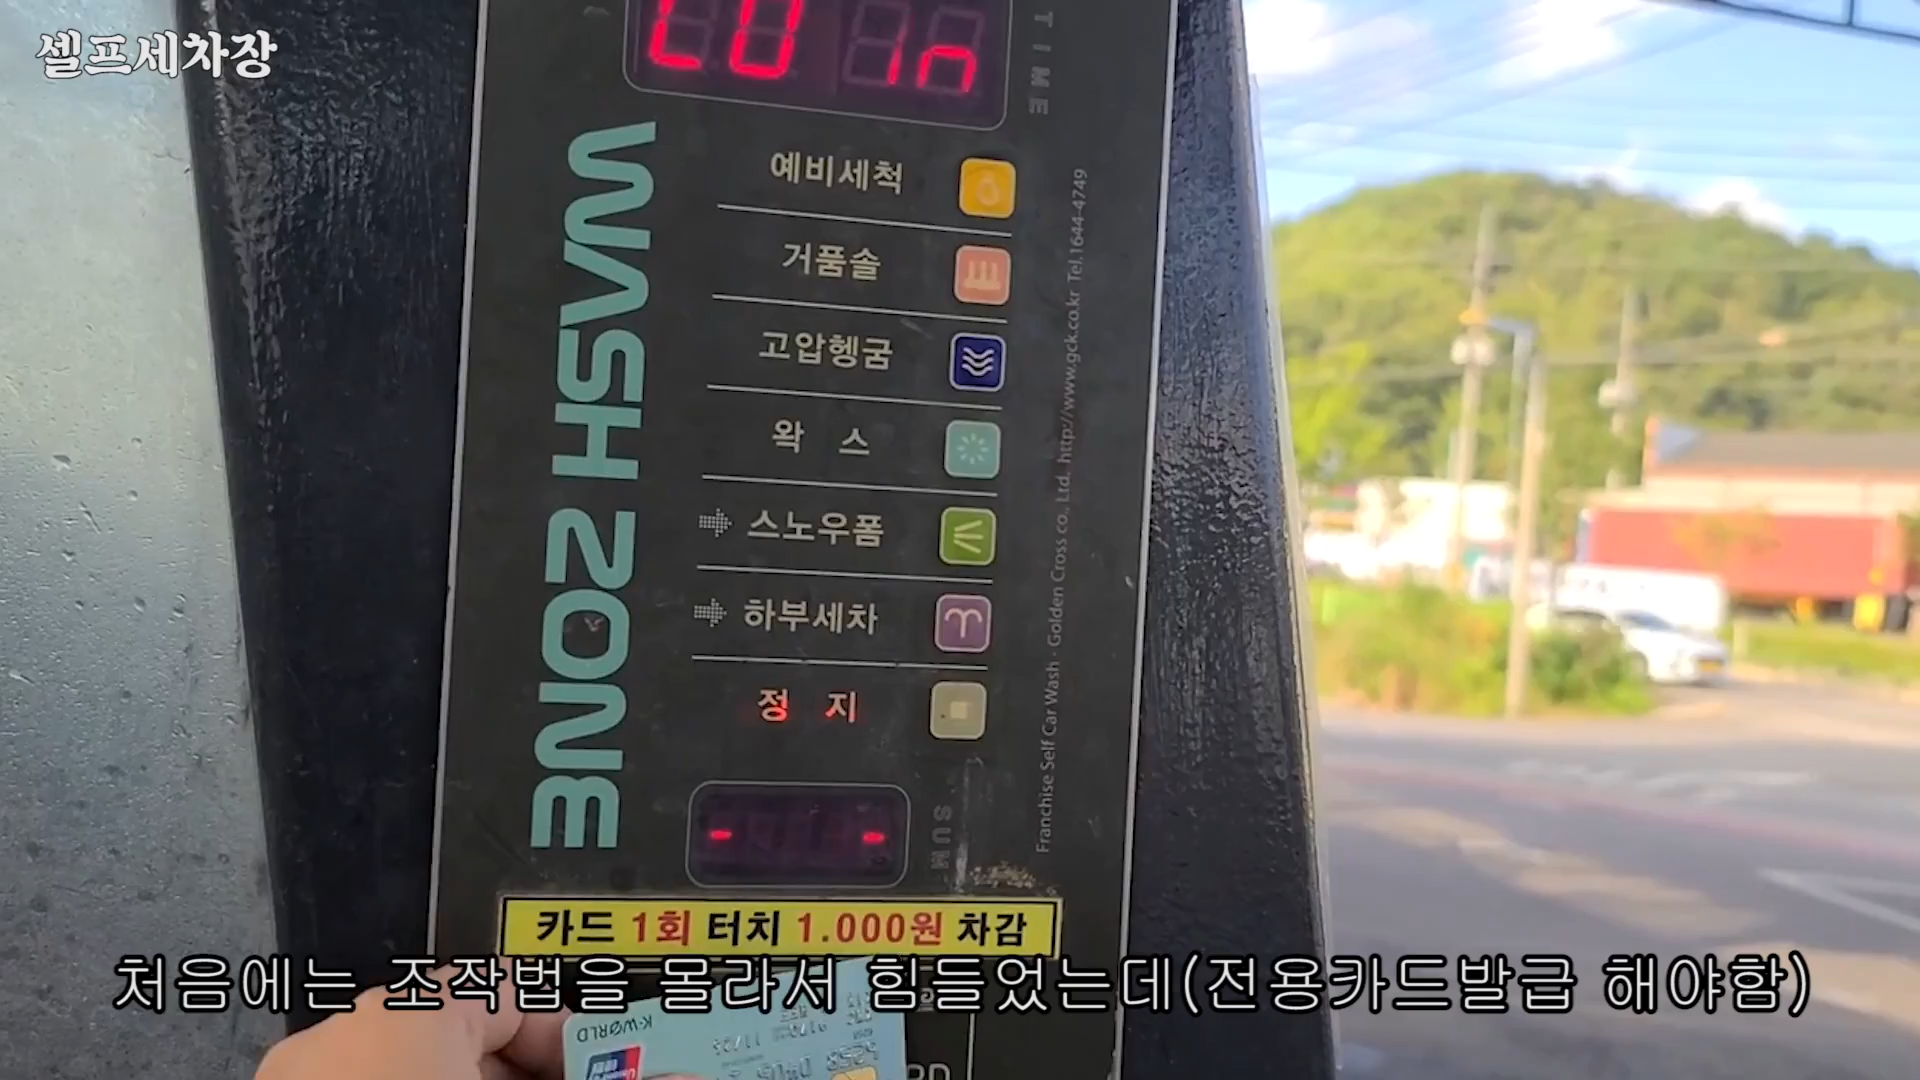 셀프세차장
CO In
TIME
WASH ZONE
예비세척
거품솔
고압헹굼
왁 스
스노우폼
하부세차
정 지
Franchise Self Car Wash - Golden Cross co., Ltd. http://www.gck.co.kr Tel.1644-4749
SUM
카드 1회 터치 1.000원 차감
처음에는 조작법을 몰라서 힘들었는데(전용카드발급 해야함)
K-WØRLD